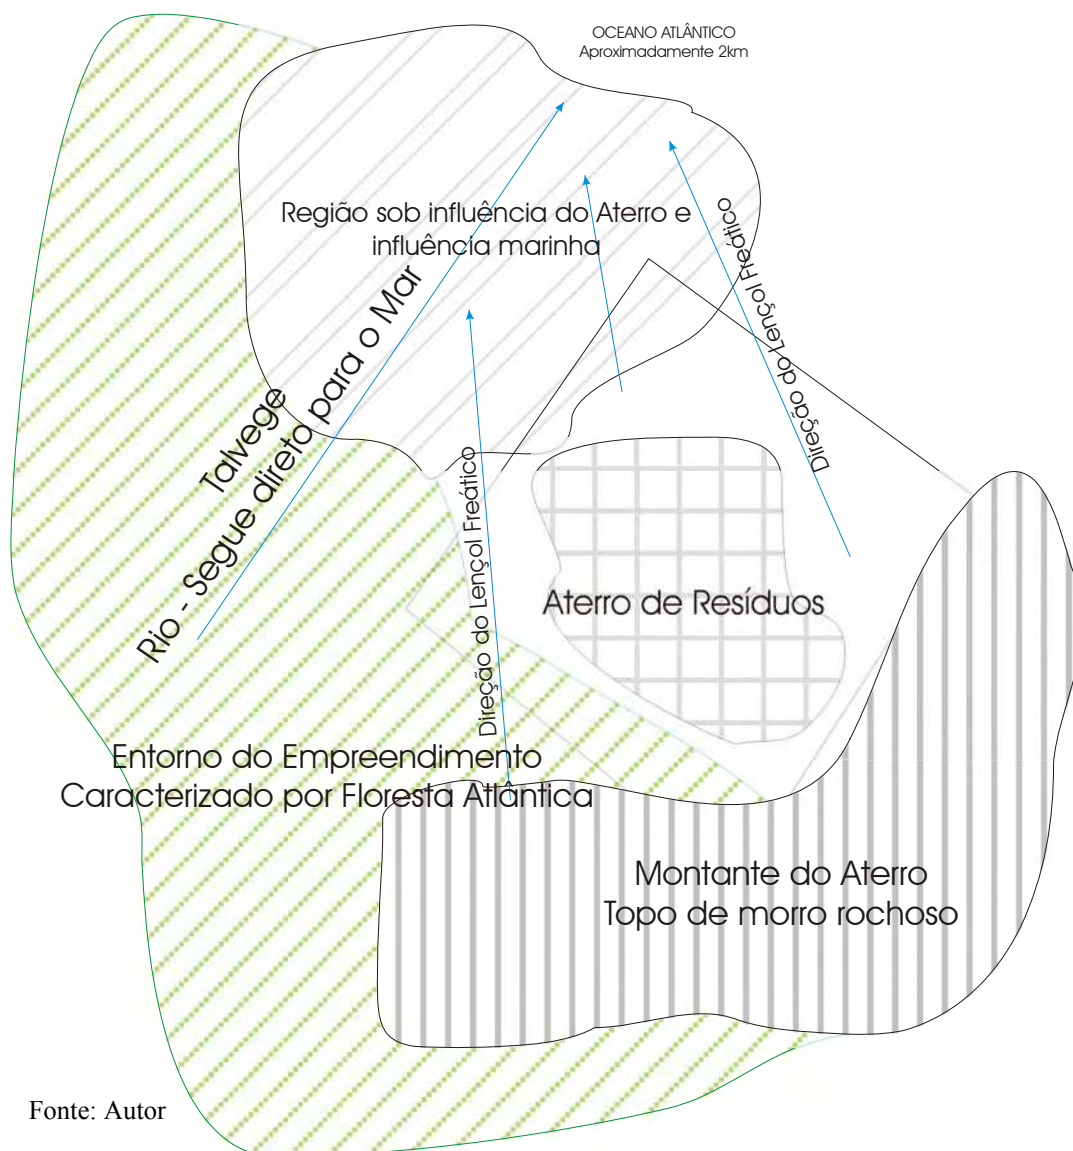 OCEANO ATLÂNTICO
Aproximadamente 2km
Região sob influência do Aterro e
influência marinha
Direção do Lençol Freático
Talvege
Rio - Segue direto para o Mar
Direção do Lençol Freático
Aterro de Resíduos
Entorno do Empreendimento
Caracterizado por Floresta Atlântica
Montante do Aterro
Topo de morro rochoso
Fonte: Autor